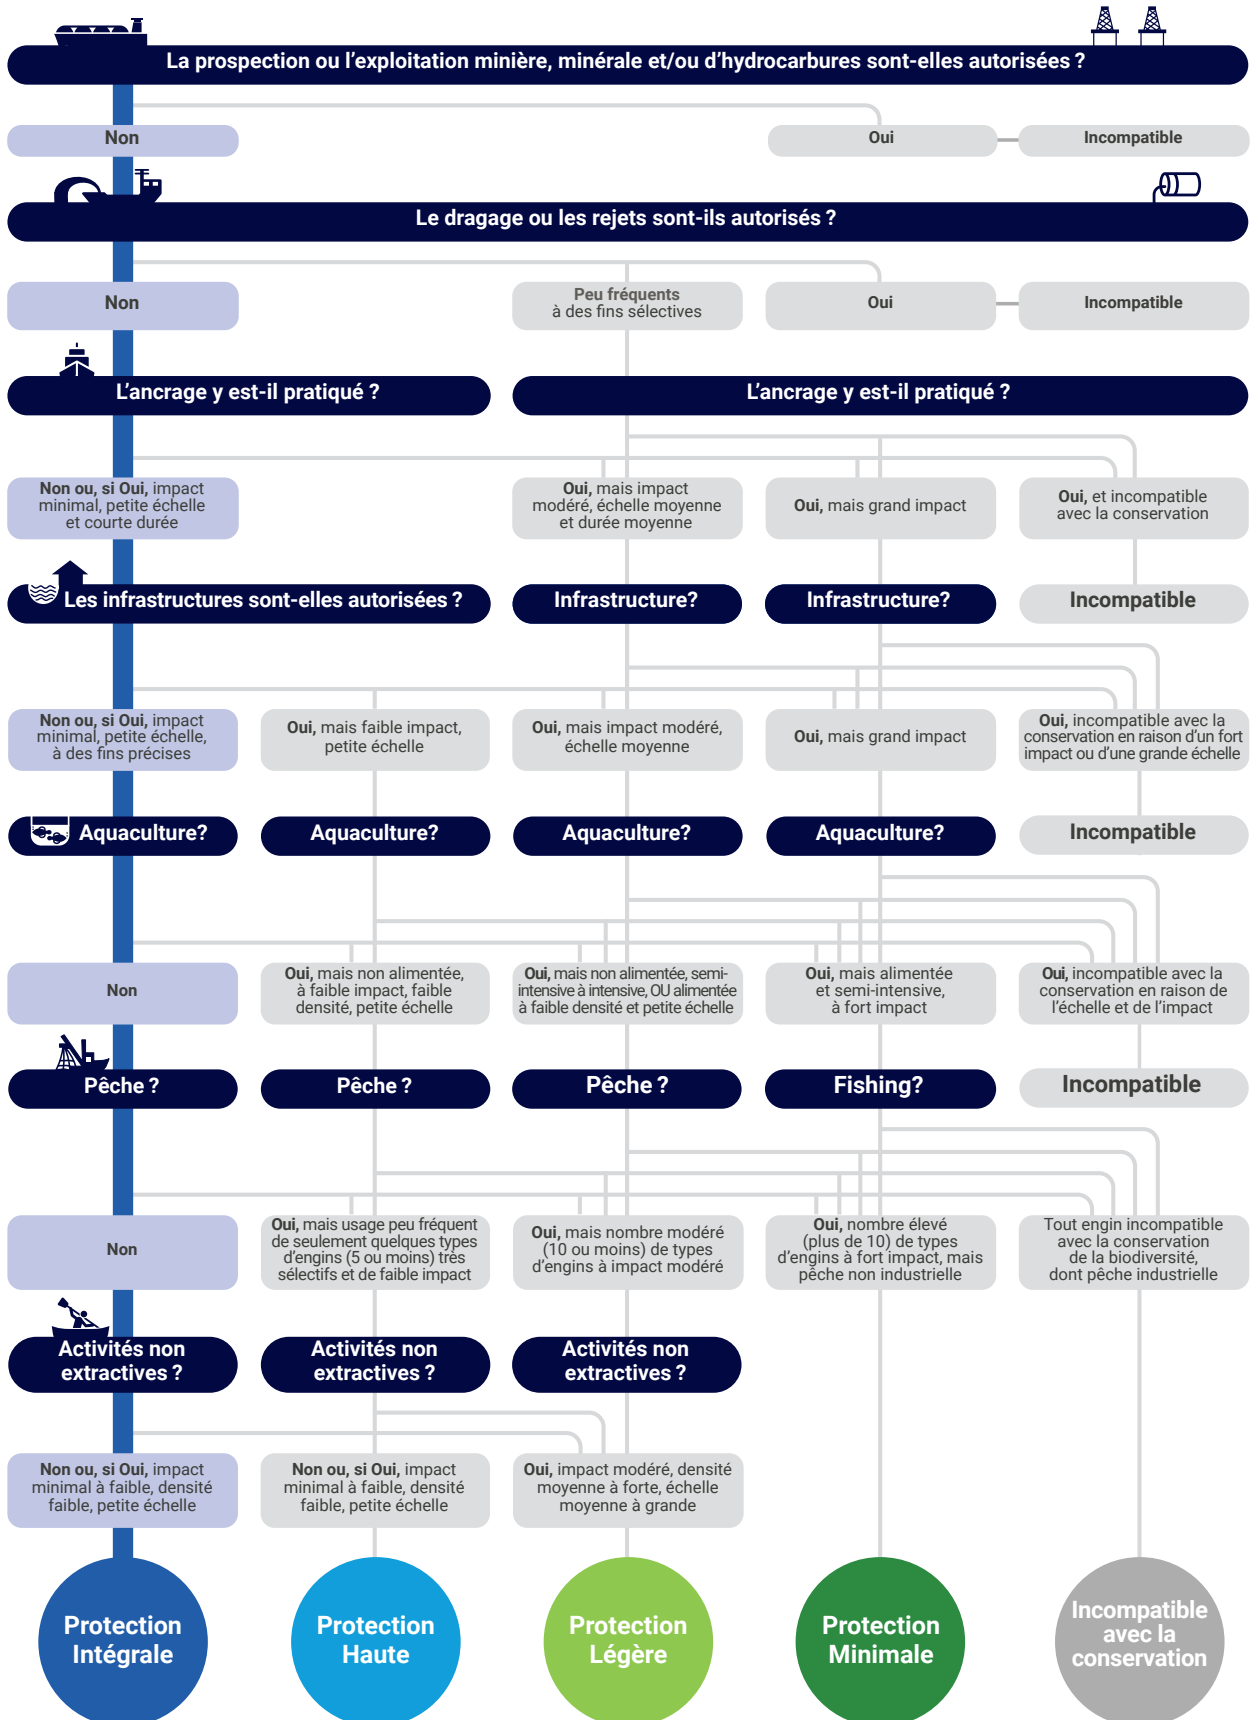 La prospection ou l’exploitation minière, minérale et/ou d’hydrocarbures sont-elles autorisées ?
Non
Oui
Incompatible
Le dragage ou les rejets sont-ils autorisés ?
Non
Peu fréquents
à des fins sélectives
Oui
Incompatible
L’ancrage y est-il pratiqué ?
L’ancrage y est-il pratiqué ?
Non ou, si Oui, impact
minimal, petite échelle
et courte durée
Oui, mais impact
modéré, échelle moyenne
et durée moyenne
Oui, mais grand impact
Oui, et incompatible
avec la conservation
Les infrastructures sont-elles autorisées ?
Infrastructure?
Infrastructure?
Incompatible
Non ou, si Oui, impact
minimal, petite échelle,
à des fins précises
Oui, mais faible impact,
petite échelle
Oui, mais impact modéré,
échelle moyenne
Oui, mais grand impact
Oui, incompatible avec la
conservation en raison d’un fort
impact ou d’une grande échelle
Aquaculture?
Aquaculture?
Aquaculture?
Aquaculture?
Incompatible
Non
Oui, mais non alimentée,
à faible impact, faible
densité, petite échelle
Oui, mais non alimentée, semi-
intensive à intensive, OU alimentée
à faible densité et petite échelle
Oui, mais alimentée
et semi-intensive,
à fort impact
Oui, incompatible avec la
conservation en raison de
l’échelle et de l’impact
Pêche ?
Pêche ?
Pêche ?
Fishing?
Incompatible
Non
Oui, mais usage peu fréquent
de seulement quelques types
d’engins (5 ou moins) très
sélectifs et de faible impact
Oui, mais nombre modéré
(10 ou moins) de types
d’engins à impact modéré
Oui, nombre élevé
(plus de 10) de types
d’engins à fort impact, mais
pêche non industrielle
Tout engin incompatible
avec la conservation
de la biodiversité,
dont pêche industrielle
Activités non
extractives ?
Activités non
extractives ?
Activités non
extractives ?
Non ou, si Oui, impact
minimal à faible, densité
faible, petite échelle
Non ou, si Oui, impact
minimal à faible, densité
faible, petite échelle
Oui, impact modéré, densité
moyenne à forte, échelle
moyenne à grande
Protection
Intégrale
Protection
Haute
Protection
Légère
Protection
Minimale
Incompatible
avec la
conservation